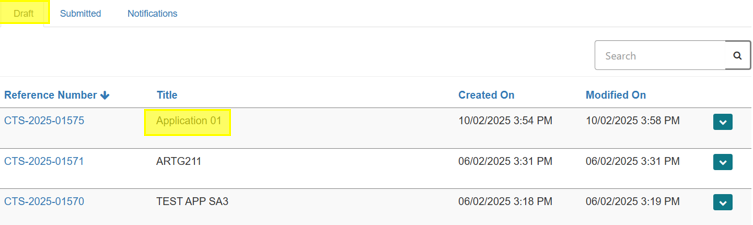 Draft Submitted Notifications
Search
Reference Number Title Created On Modified On
CTS-2025-01575 Application 01 10/02/2025 3:54 PM 10/02/2025 3:58 PM
CTS-2025-01571 ARTG211 06/02/2025 3:31 PM 06/02/2025 3:31 PM
CTS-2025-01570 TEST APP SA3 06/02/2025 3:18 PM 06/02/2025 3:19 PM